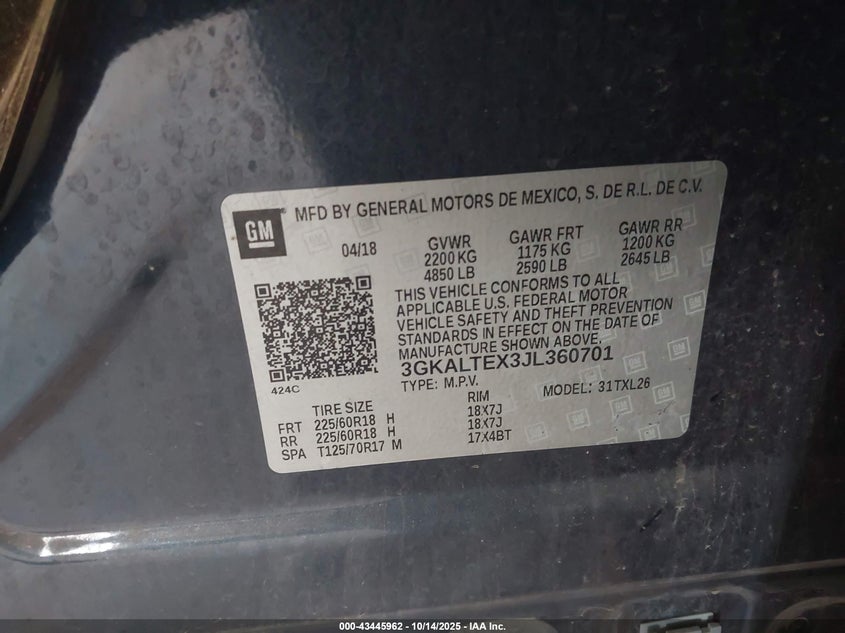 GM
MFD BY GENERAL MOTORS DE MEXICO, S. DE R.L. DE C.V.
04/18 GVWR GAWR FRT GAWR RR
2200 KG 1175 KG 1200 KG
4850 LB 2590 LB 2645 LB
THIS VEHICLE CONFORMS TO ALL
APPLICABLE U.S. FEDERAL MOTOR
VEHICLE SAFETY AND THEFT PREVENTION
STANDARDS IN EFFECT ON THE DATE OF
MANUFACTURE SHOWN ABOVE.
3GKALTEX3JL360701
424C TYPE: M.P.V. MODEL: 31TXL26
TIRE SIZE RIM
FRT 225/60R18 H 18X7J
RR 225/60R18 H 18X7J
SPA T125/70R17 M 17X4BT
000-43445962 - 10/14/2025 - IAA Inc.